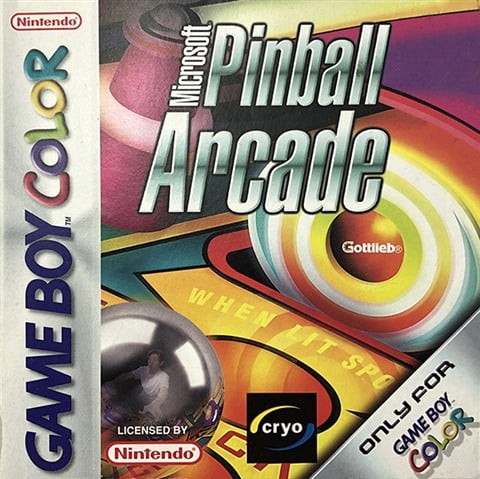 Nintendo®
GAME BOY COLOR™
Microsoft®
Pinball
Arcade
Gottlieb®
WHEN LIT SPO
LICENSED BY
Nintendo®
cryo
ONLY FOR
GAME BOY
COLOR